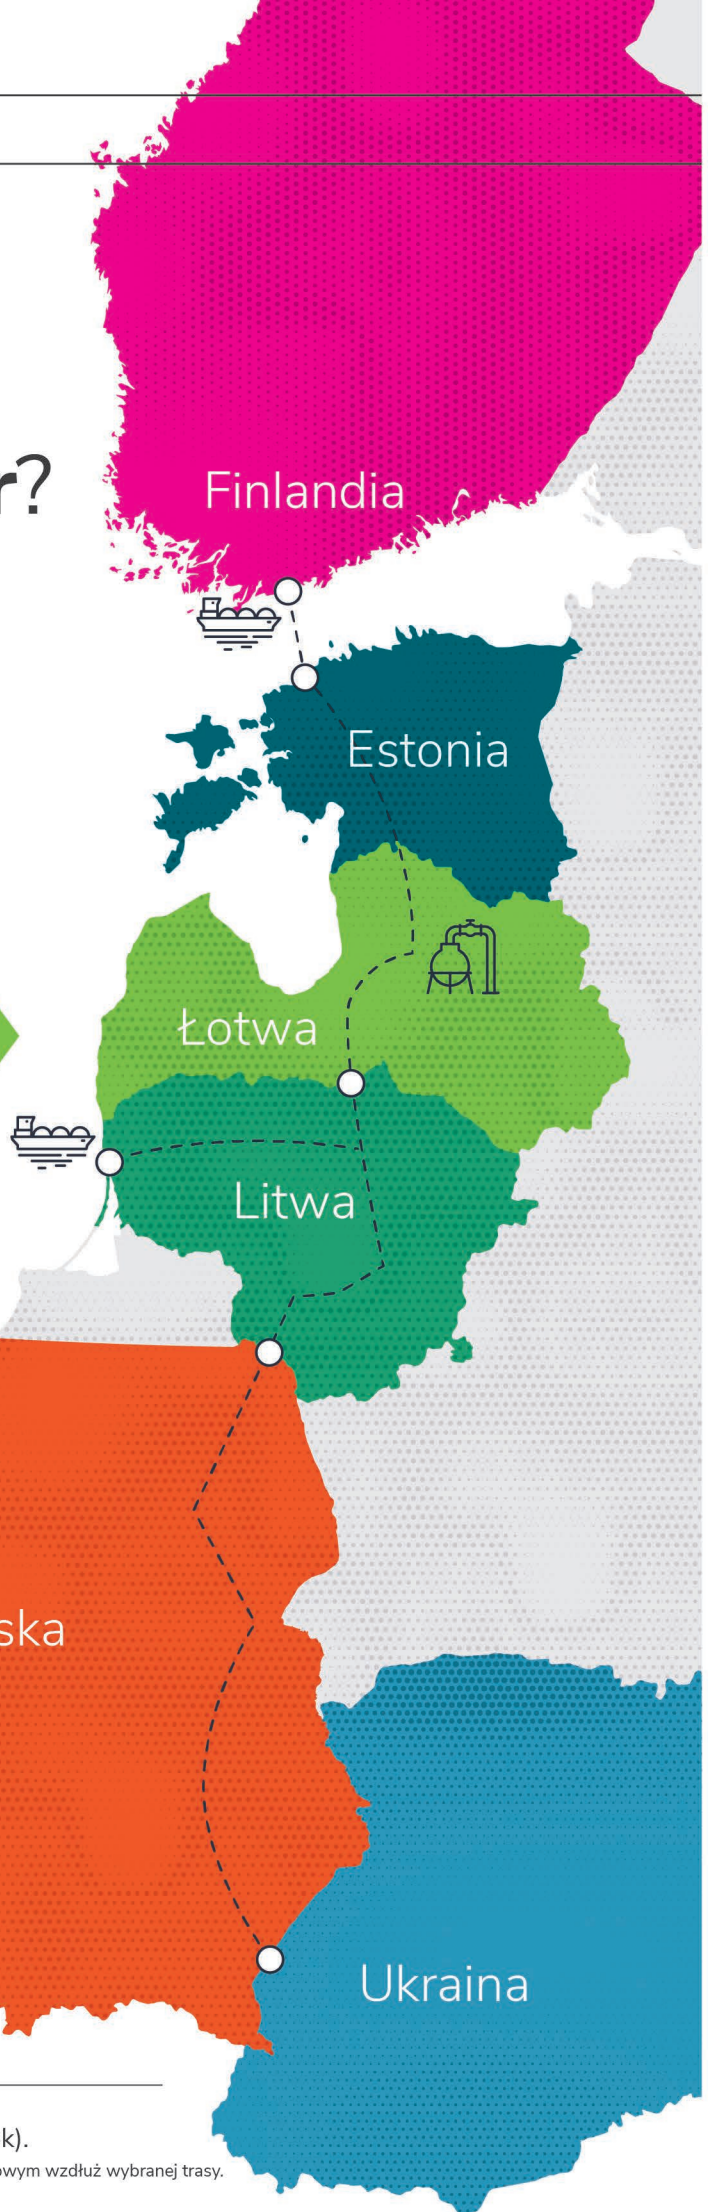 r?
Finlandia
Estonia
Łotwa
Litwa
ska
Ukraina
k).
owym wzdłuż wybranej trasy.